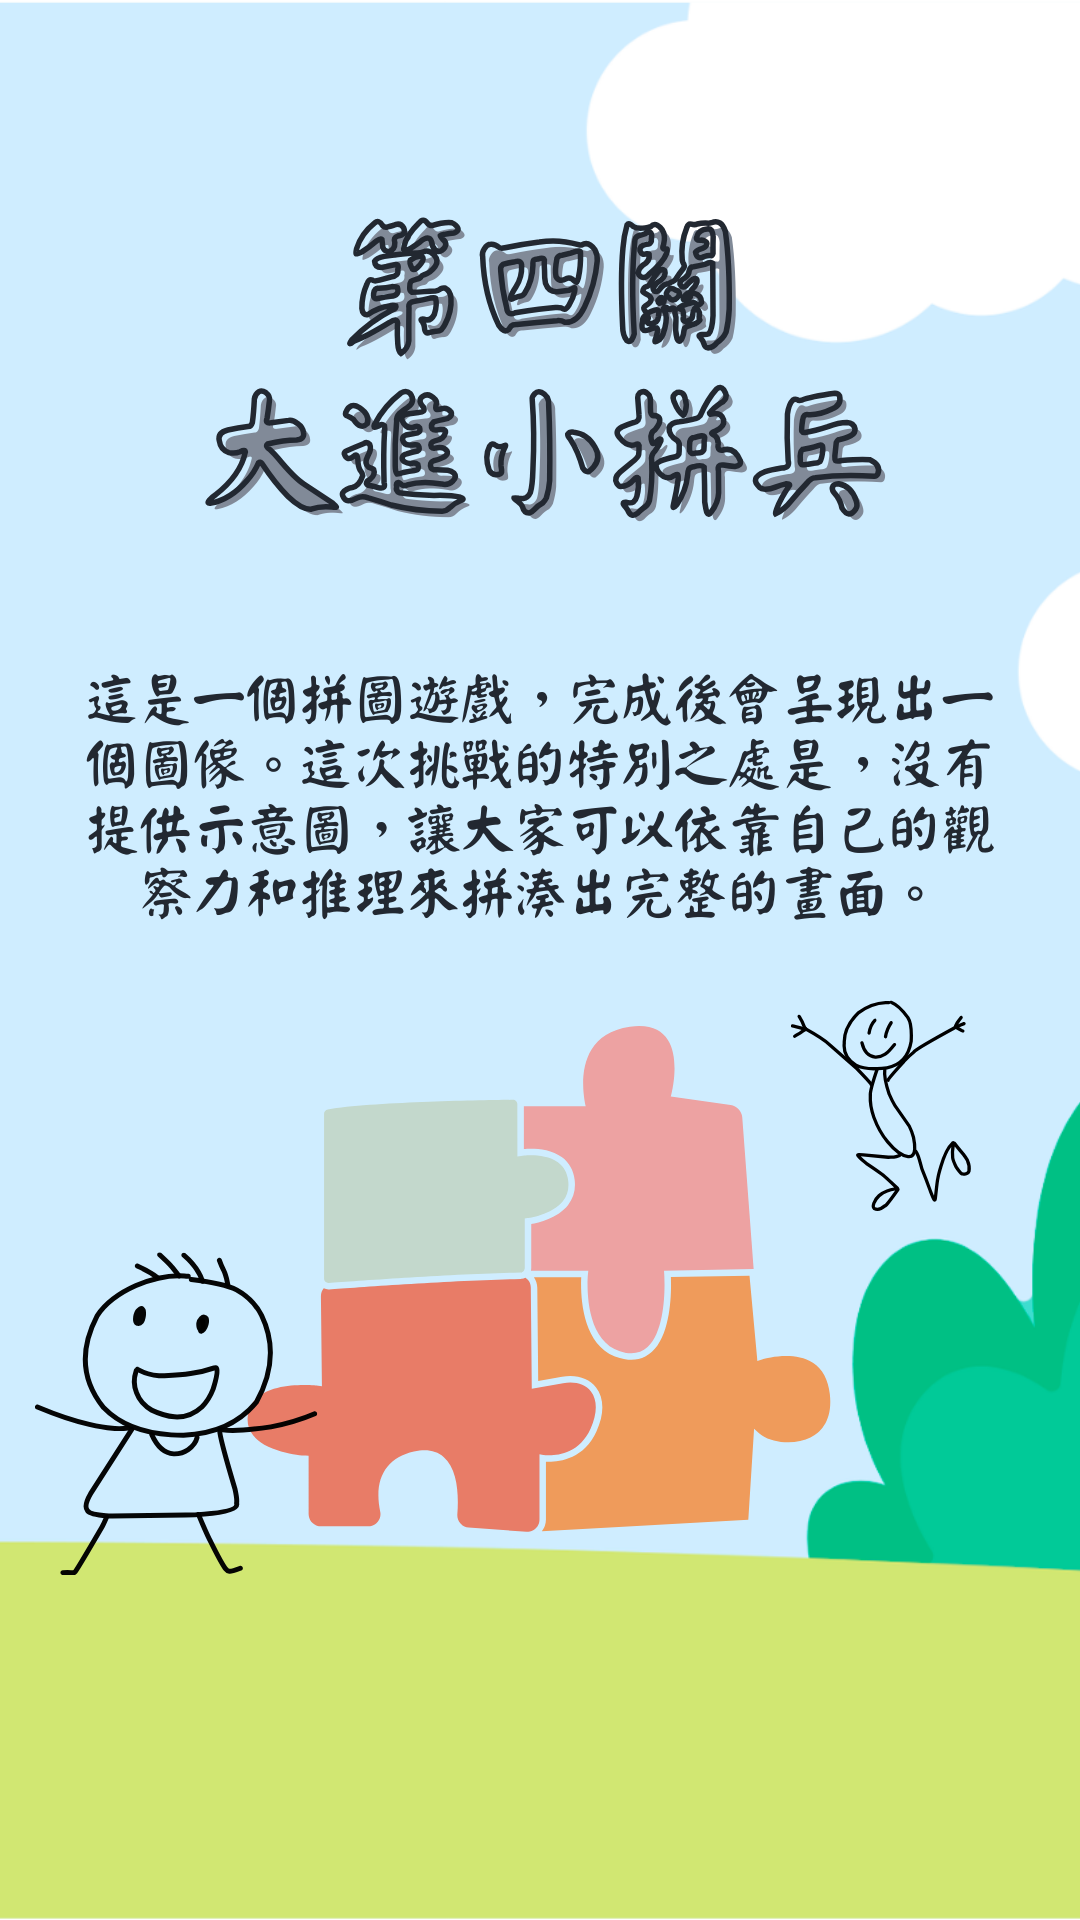 第四關
大進小拼兵
這是一個拼圖遊戲，完成後會呈現出一
個圖像。這次挑戰的特別之處是，沒有
提供示意圖，讓大家可以依靠自己的觀
察力和推理來拼湊出完整的畫面。